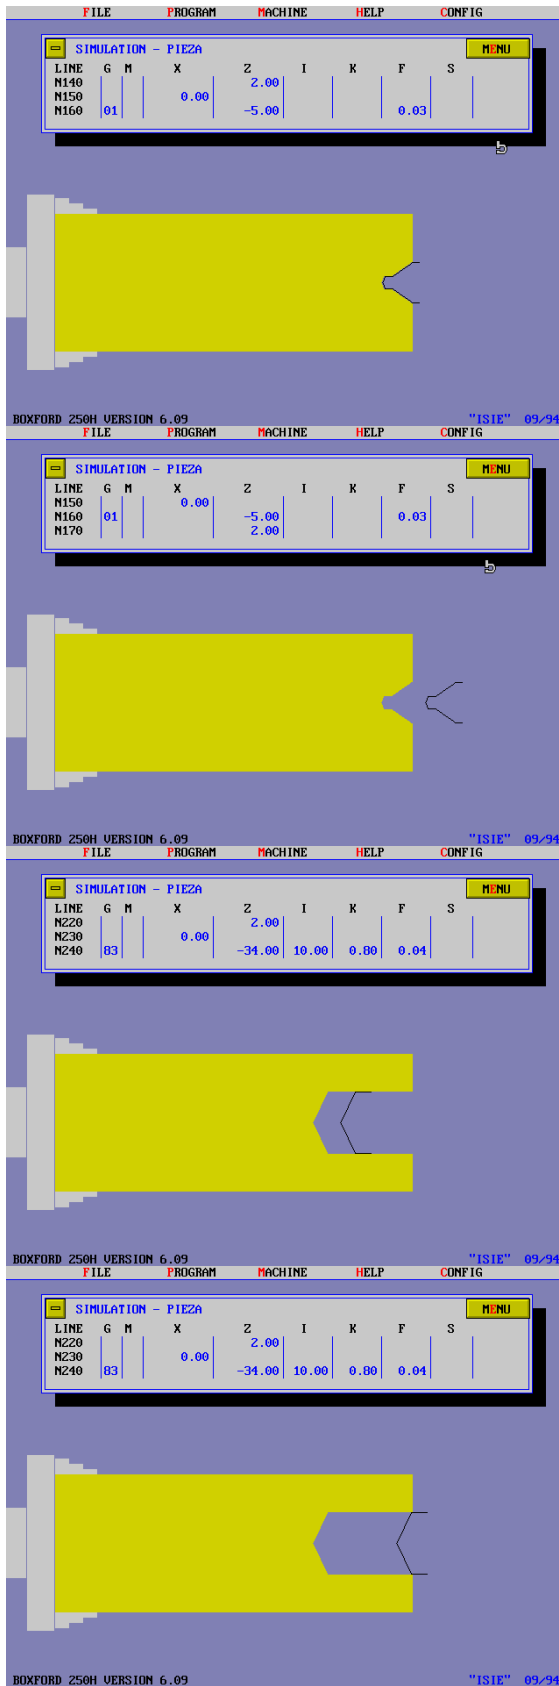 FILE PROGRAM MACHINE HELP CONFIG
SIMULATION - PIEZA MENU
LINE G M X Z I K F S
N140 2.00
N150 0.00
N160 01 -5.00 0.03
BOXFORD 250H VERSION 6.09 "ISIE" 09/94
FILE PROGRAM MACHINE HELP CONFIG
SIMULATION - PIEZA MENU
LINE G M X Z I K F S
N150 0.00
N160 01 -5.00 0.03
N170 2.00
BOXFORD 250H VERSION 6.09 "ISIE" 09/94
FILE PROGRAM MACHINE HELP CONFIG
SIMULATION - PIEZA MENU
LINE G M X Z I K F S
N220 2.00
N230 0.00
N240 83 -34.00 10.00 0.80 0.04
BOXFORD 250H VERSION 6.09 "ISIE" 09/94
FILE PROGRAM MACHINE HELP CONFIG
SIMULATION - PIEZA MENU
LINE G M X Z I K F S
N220 2.00
N230 0.00
N240 83 -34.00 10.00 0.80 0.04
BOXFORD 250H VERSION 6.09 "ISIE" 09/94